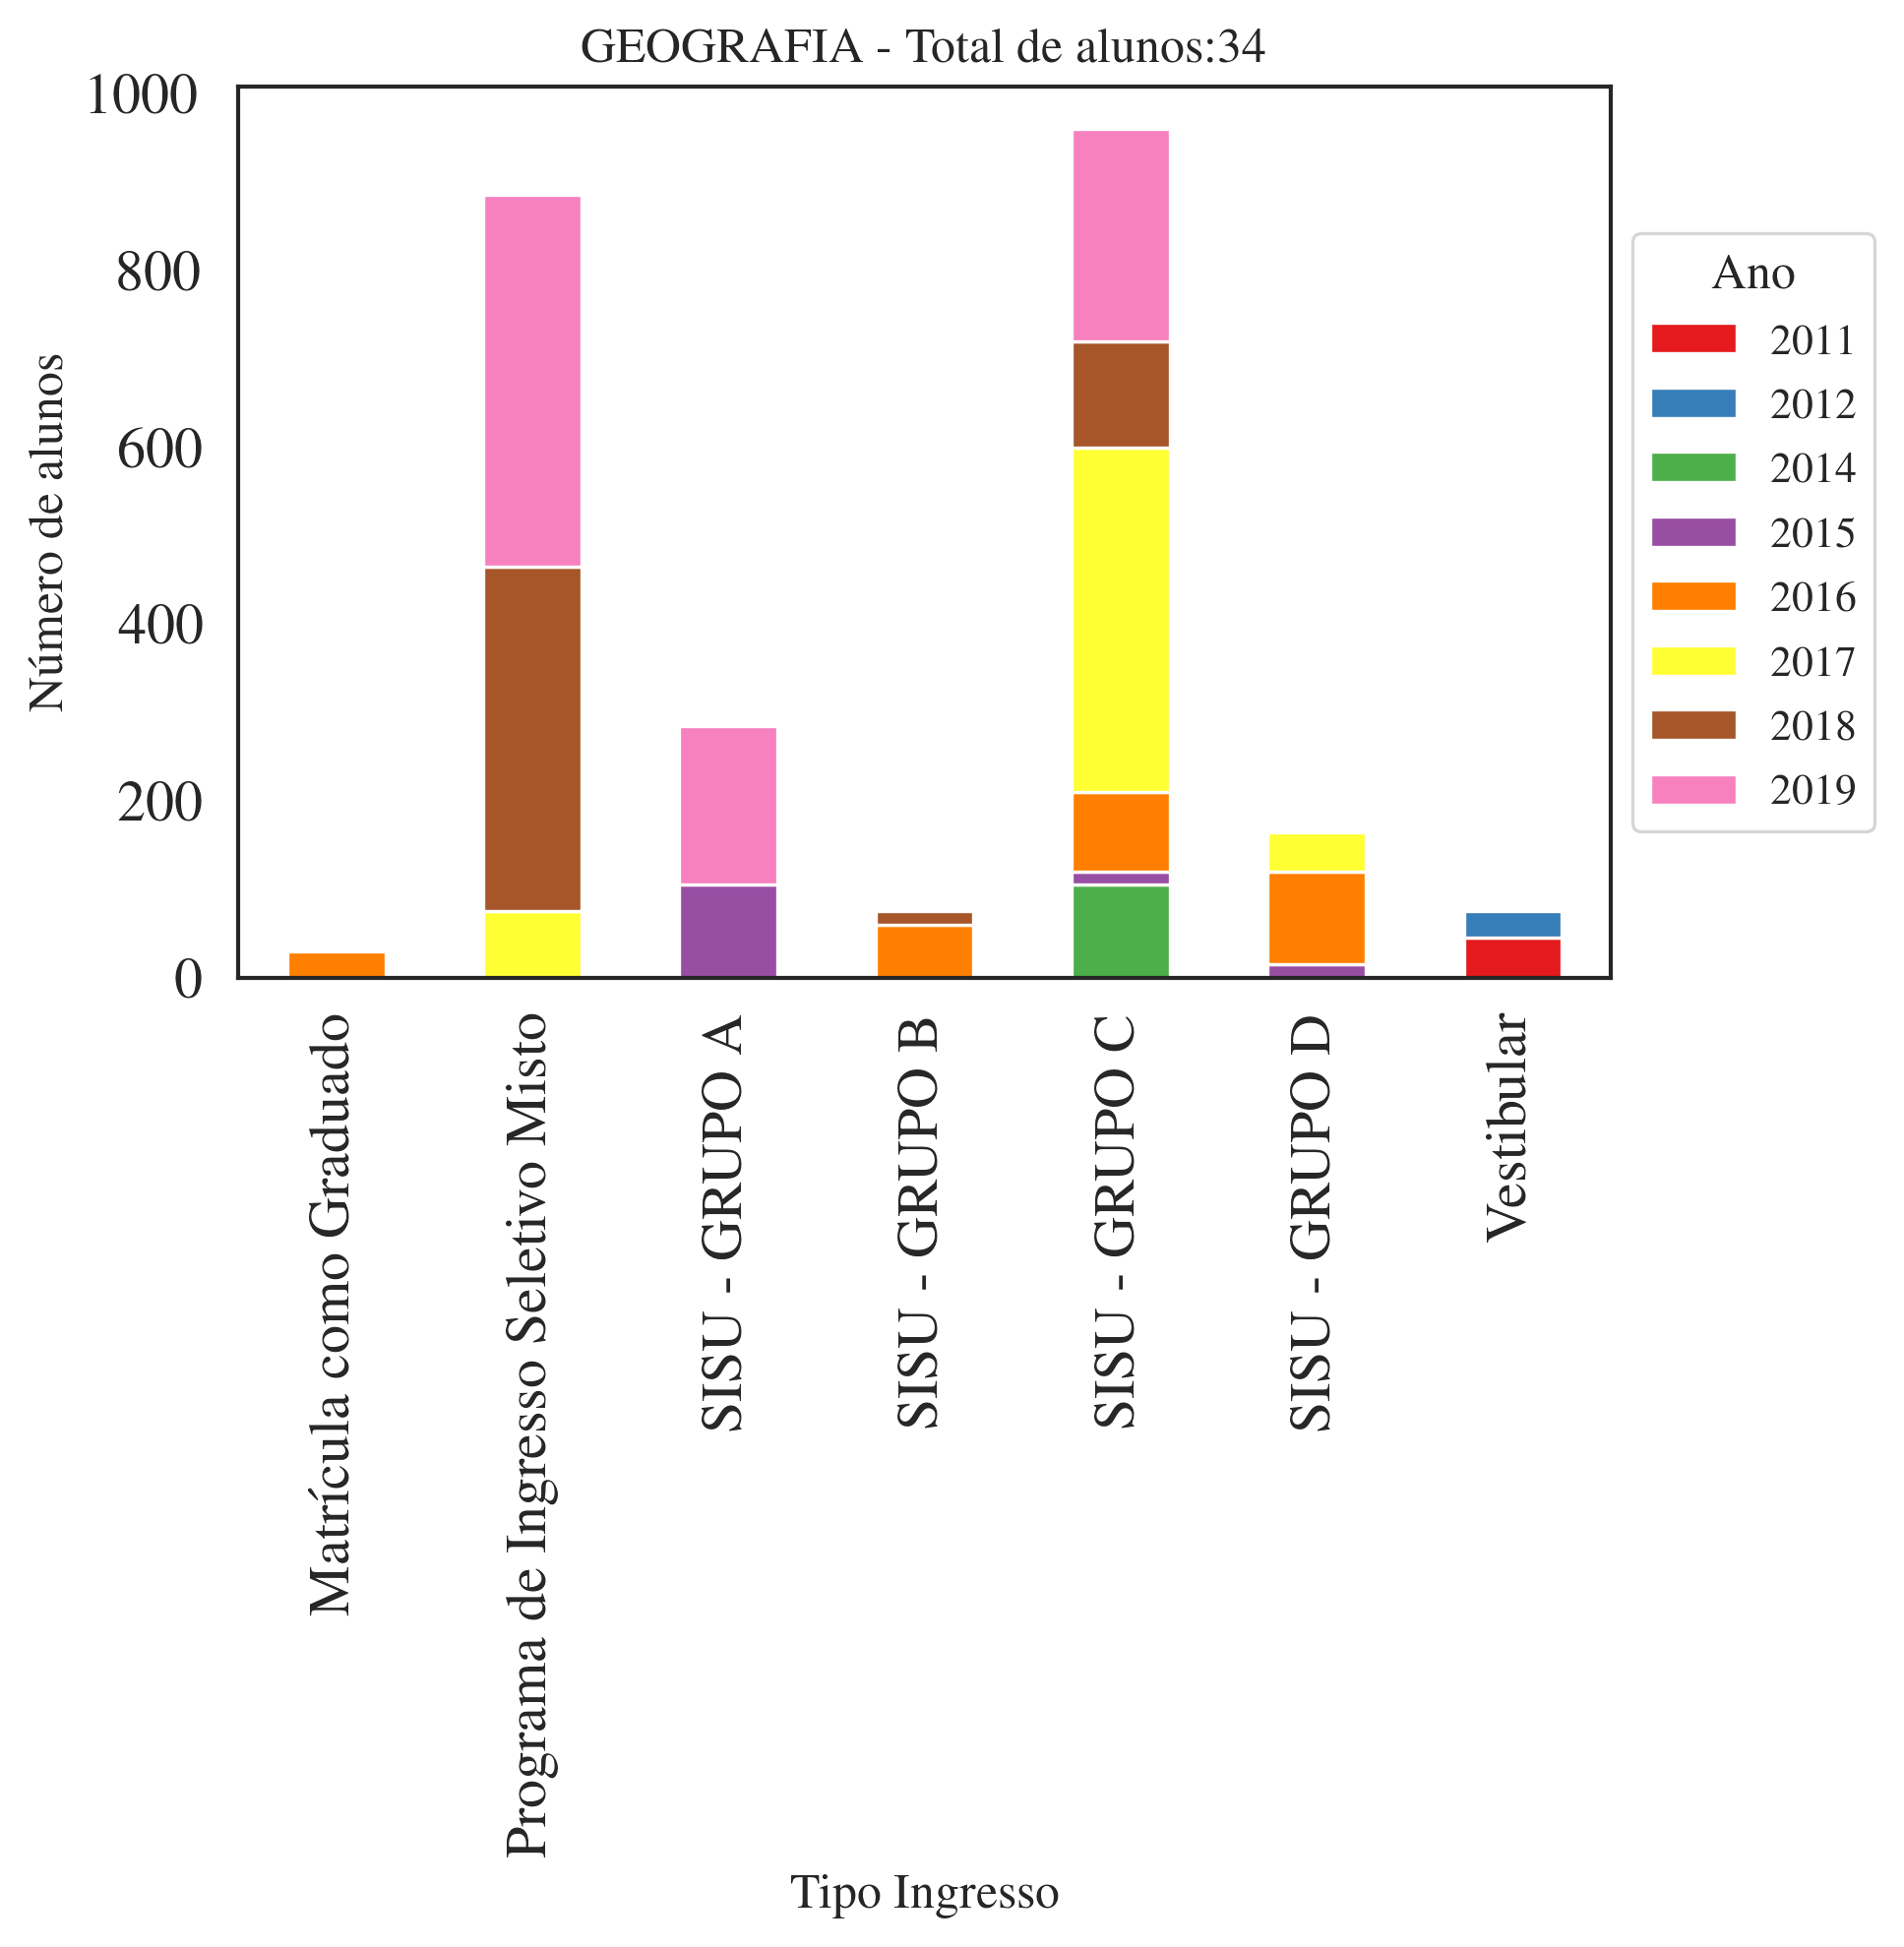 GEOGRAFIA - Total de alunos:34
1000
800
600
400
200
0
Número de alunos
Ano
2011
2012
2014
2015
2016
2017
2018
2019
Matrícula como Graduado
Programa de Ingresso Seletivo Misto
SISU - GRUPO A
SISU - GRUPO B
SISU - GRUPO C
SISU - GRUPO D
Vestibular
Tipo Ingresso